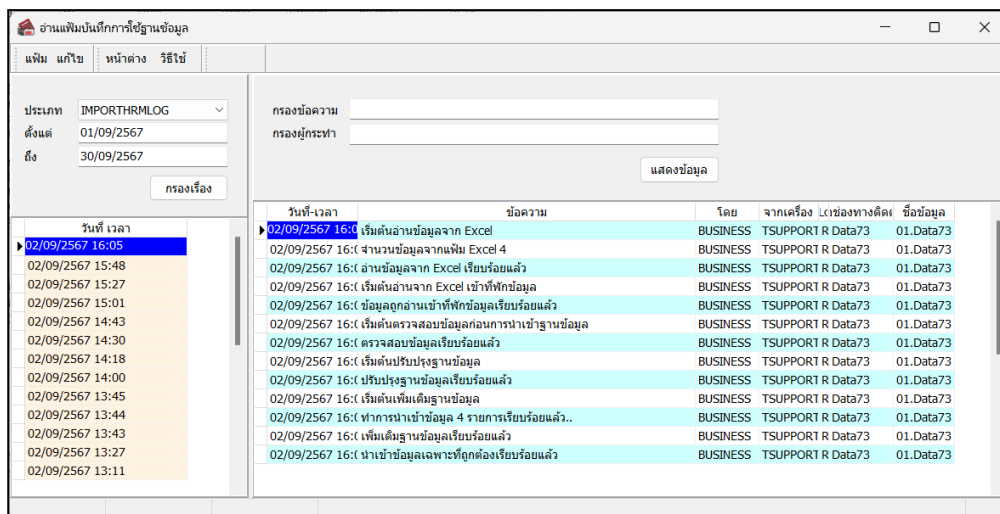 อ่านแฟ้มบันทึกการใช้ฐานข้อมูล
แฟ้ม แก้ไข หน้าต่าง วิธีใช้
ประเภท IMPORTHRMLOG
ตั้งแต่ 01/09/2567
ถึง 30/09/2567
กรองเรื่อง
กรองข้อความ
กรองผู้กระทำ
แสดงข้อมูล
วันที่ เวลา
02/09/2567 16:05
02/09/2567 15:48
02/09/2567 15:27
02/09/2567 15:01
02/09/2567 14:43
02/09/2567 14:30
02/09/2567 14:18
02/09/2567 14:00
02/09/2567 13:45
02/09/2567 13:44
02/09/2567 13:43
02/09/2567 13:27
02/09/2567 13:11
วันที่-เวลา ข้อความ โดย จากเครื่อง ช่องทางติดต ชื่อข้อมูล
02/09/2567 16:0 เริ่มต้นอ่านข้อมูลจาก Excel BUSINESS TSUPPORT R Data73 01.Data73
02/09/2567 16:0 จำนวนข้อมูลจากแฟ้ม Excel 4 BUSINESS TSUPPORT R Data73 01.Data73
02/09/2567 16:0 อ่านข้อมูลจาก Excel เรียบร้อยแล้ว BUSINESS TSUPPORT R Data73 01.Data73
02/09/2567 16:0 เริ่มต้นอ่านจาก Excel เข้าที่พักข้อมูล BUSINESS TSUPPORT R Data73 01.Data73
02/09/2567 16:0 ข้อมูลถูกอ่านเข้าที่พักข้อมูลเรียบร้อยแล้ว BUSINESS TSUPPORT R Data73 01.Data73
02/09/2567 16:0 เริ่มต้นตรวจสอบข้อมูลก่อนการนำเข้าฐานข้อมูล BUSINESS TSUPPORT R Data73 01.Data73
02/09/2567 16:0 ตรวจสอบข้อมูลเรียบร้อยแล้ว BUSINESS TSUPPORT R Data73 01.Data73
02/09/2567 16:0 เริ่มต้นปรับปรุงฐานข้อมูล BUSINESS TSUPPORT R Data73 01.Data73
02/09/2567 16:0 ปรับปรุงฐานข้อมูลเรียบร้อยแล้ว BUSINESS TSUPPORT R Data73 01.Data73
02/09/2567 16:0 เริ่มต้นเพิ่มเติมฐานข้อมูล BUSINESS TSUPPORT R Data73 01.Data73
02/09/2567 16:0 ทำการนำเข้าข้อมูล 4 รายการเรียบร้อยแล้ว.. BUSINESS TSUPPORT R Data73 01.Data73
02/09/2567 16:0 เพิ่มเติมฐานข้อมูลเรียบร้อยแล้ว BUSINESS TSUPPORT R Data73 01.Data73
02/09/2567 16:0 นำเข้าข้อมูลเฉพาะที่ถูกต้องเรียบร้อยแล้ว BUSINESS TSUPPORT R Data73 01.Data73